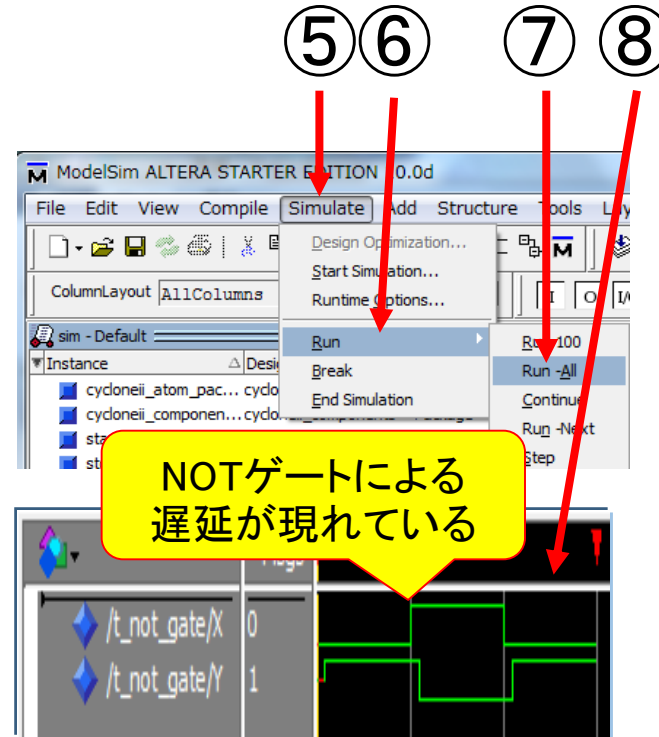 ⑤⑥ ⑦ ⑧
ModelSim ALTERA STARTER EDITION 0.0d
File Edit View Compile Simulate Add Structure Tools
Design Optimization...
Start Simulation...
ColumnLayout AllColumns
Runtime Options...
sim - Default
Run
Instance
Run -All
Break
cycloneii_atom_pac...
End Simulation
Continue
cycloneii_componen...
Run -Next
Step
NOTゲートによる
遅延が現れている
/t_not_gate/X 0
/t_not_gate/Y 1